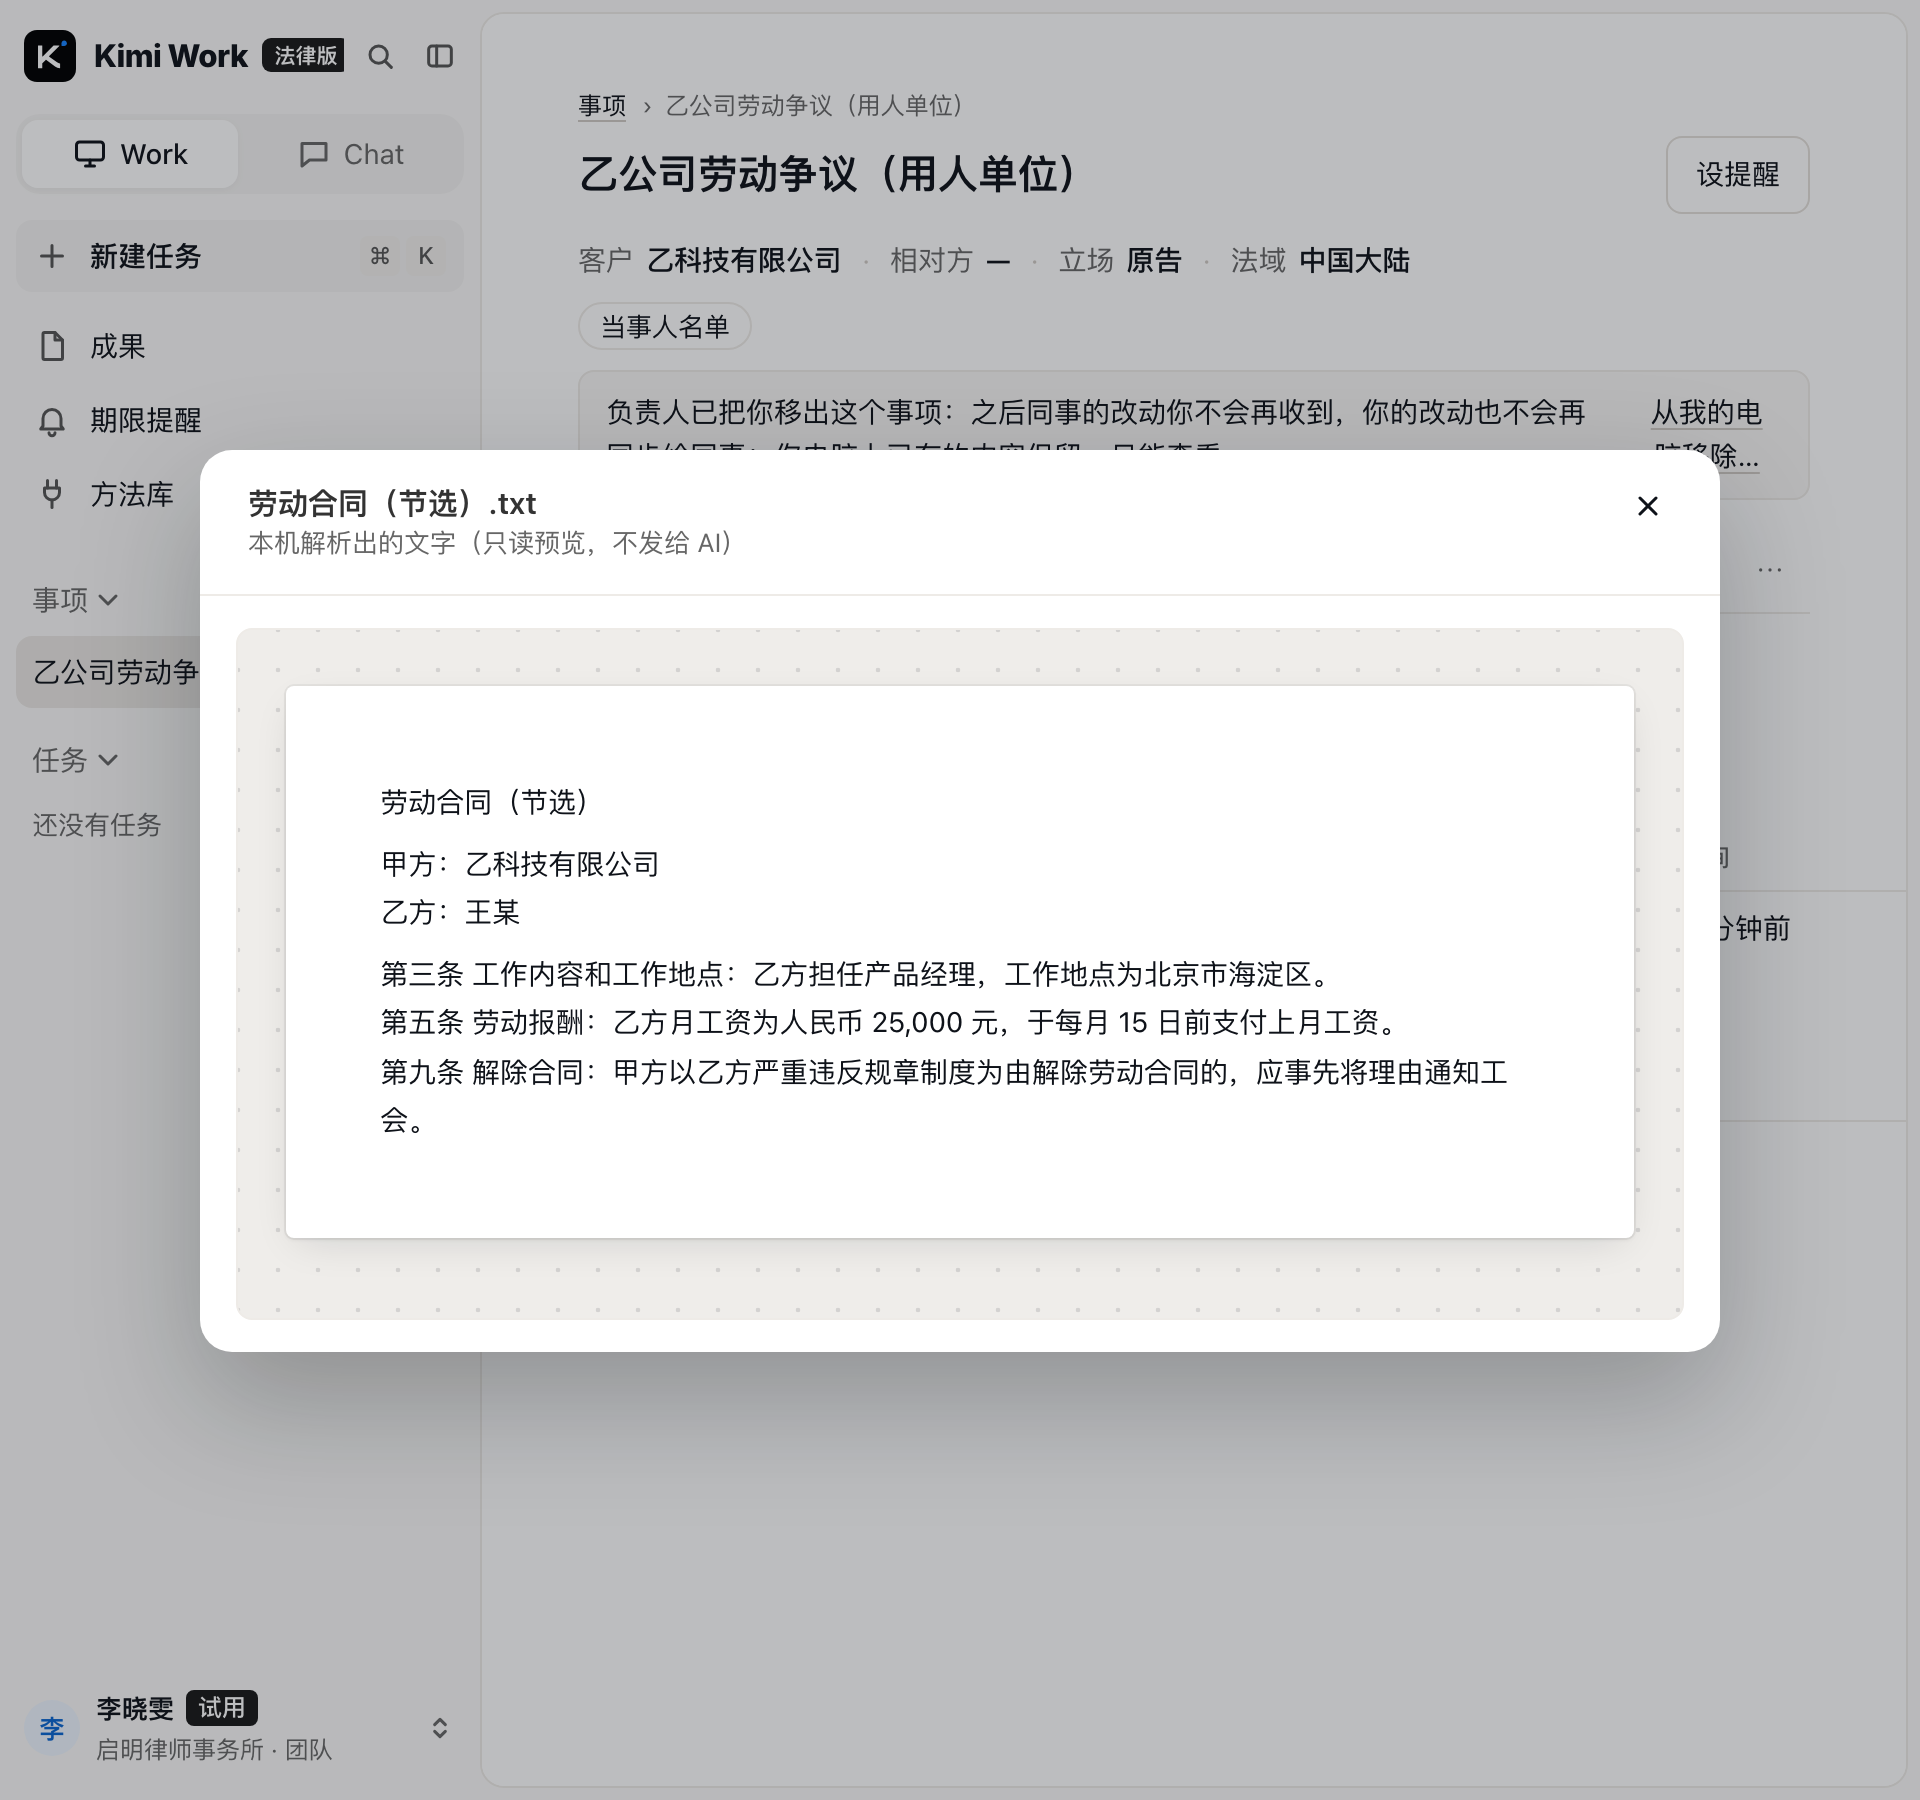 Kimi Work 法律版
Work
Chat
新建任务 ⌘ K
成果
期限提醒
方法库
事项
乙公司劳动争
任务
还没有任务
李
李晓雯 试用
启明律师事务所 · 团队
事项 › 乙公司劳动争议（用人单位）
乙公司劳动争议（用人单位）
设提醒
客户 乙科技有限公司 · 相对方 — · 立场 原告 · 法域 中国大陆
当事人名单
负责人已把你移出这个事项：之后同事的改动你不会再收到，你的改动也不会再
从我的电
除...
劳动合同（节选）.txt
本机解析出的文字（只读预览，不发给 AI）
劳动合同（节选）
甲方：乙科技有限公司
乙方：王某
第三条 工作内容和工作地点：乙方担任产品经理，工作地点为北京市海淀区。
第五条 劳动报酬：乙方月工资为人民币 25,000 元，于每月 15 日前支付上月工资。
第九条 解除合同：甲方以乙方严重违反规章制度为由解除劳动合同的，应事先将理由通知工
会。
...
钟前